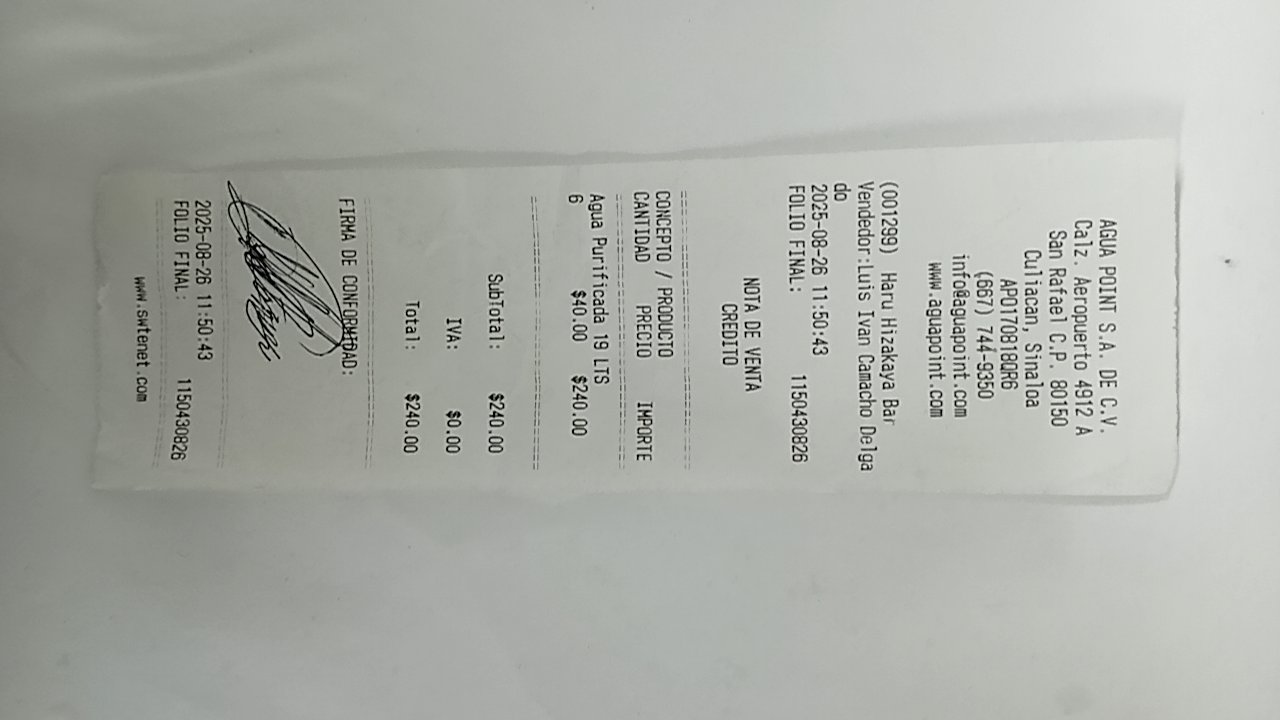 AGUA POINT S.A. DE C.V.
Calz. Aeropuerto 4912 A
San Rafael C.P. 80150
Culiacan, Sinaloa
APO170818QR6
(667) 744-9350
info@aguapoint.com
www.aguapoint.com
(001299) Haru Hizakaya Bar
Vendedor:Luis Ivan Camacho Delga
do
2025-08-26 11:50:43
FOLIO FINAL: 1150430826
NOTA DE VENTA
CREDITO
CONCEPTO / PRODUCTO
CANTIDAD PRECIO IMPORTE
Agua Purificada 19 LTS
6 $40.00 $240.00
SubTotal: $240.00
IVA: $0.00
Total: $240.00
FIRMA DE CONFORMIDAD:
2025-08-26 11:50:43
FOLIO FINAL: 1150430826
www.swtenet.com